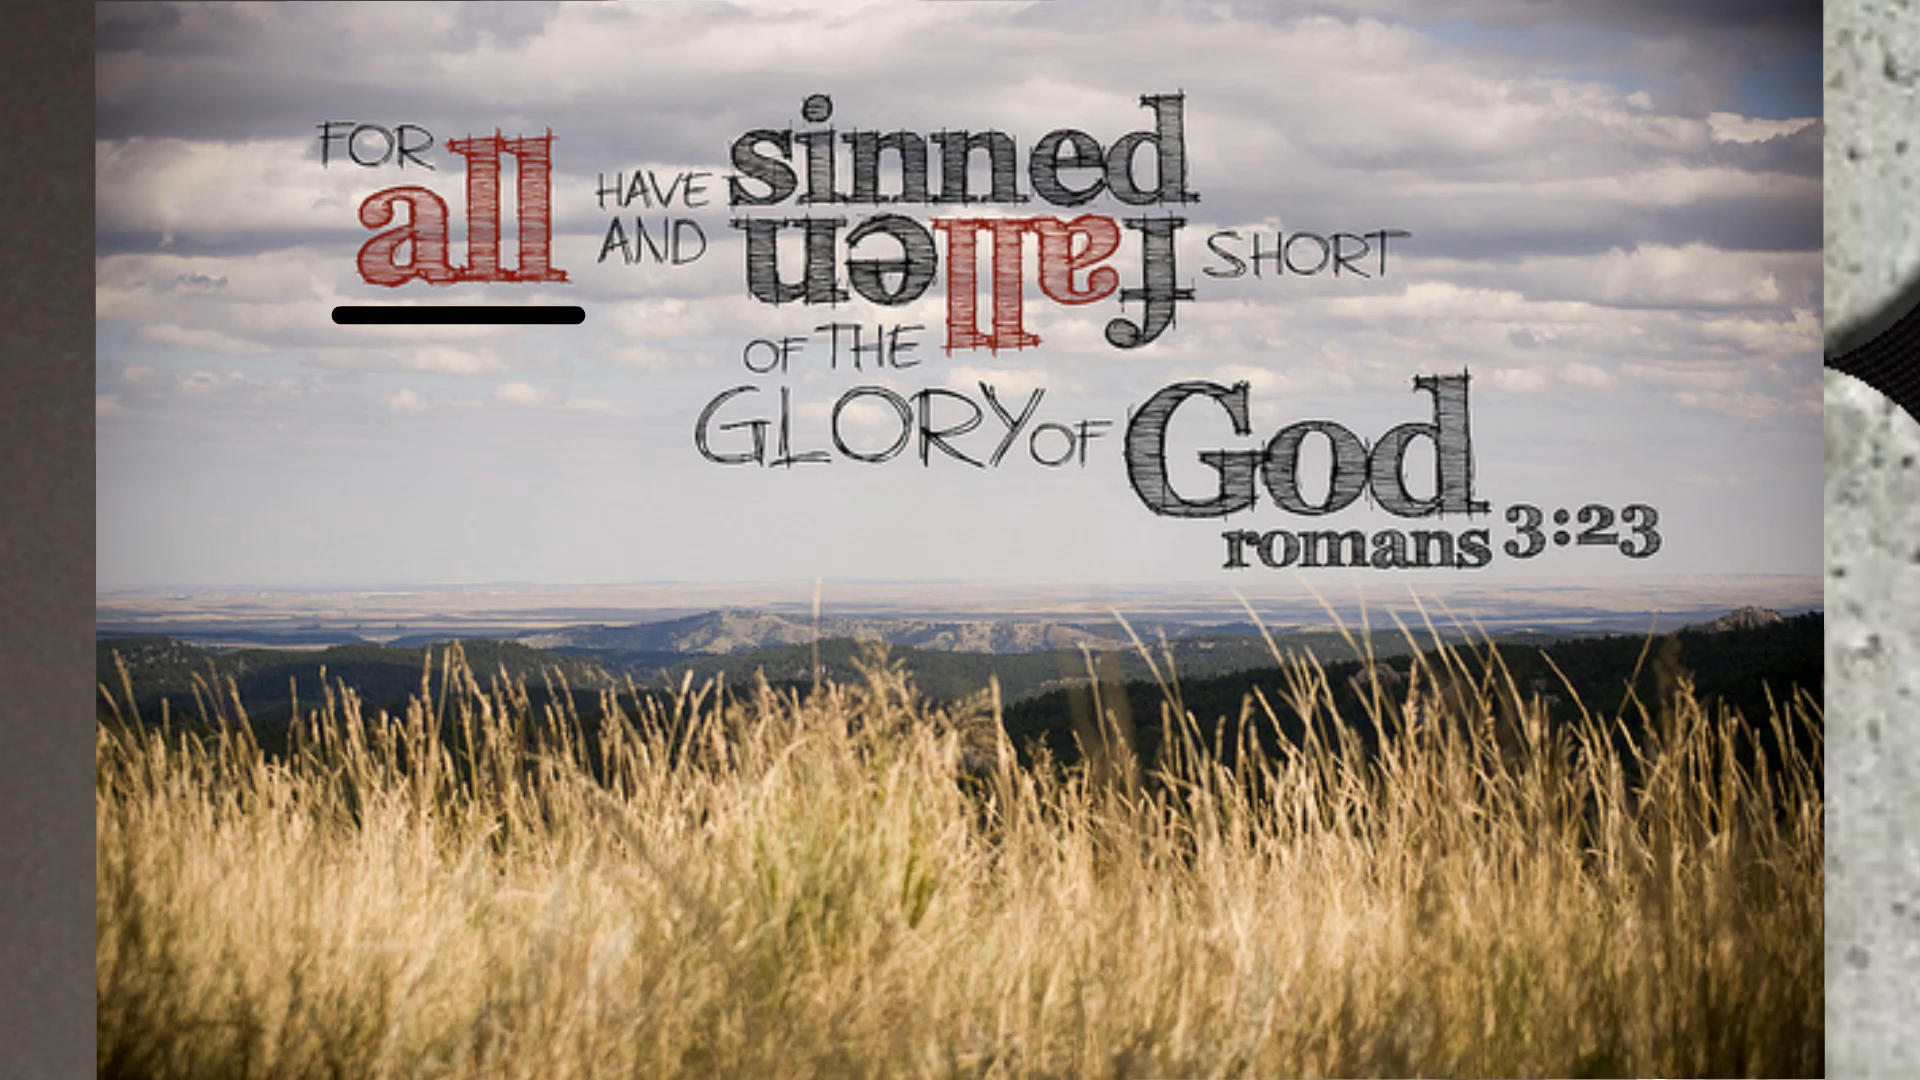 FOR
all HAVE sinned
AND fallen SHORT
OF THE
GLORY OF God
romans 3:23